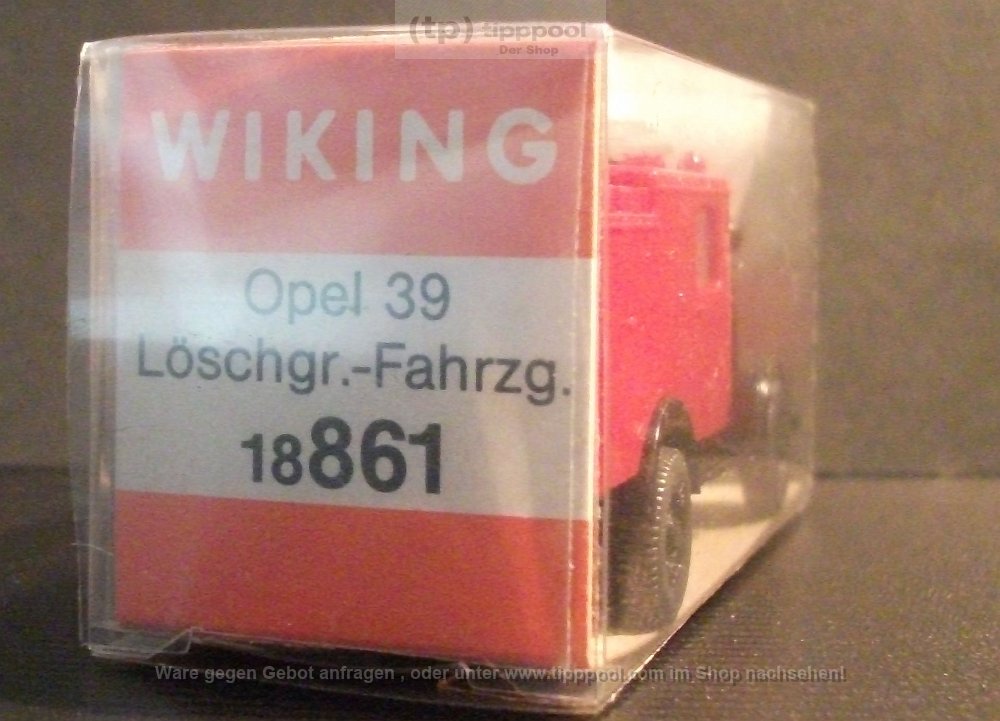 (tp) tipppool
Der Shop
WIKING
Opel 39
Löschgr.-Fahrzg.
18861
Ware gegen Gebot anfragen , oder unter www.tipppool.com im Shop nachsehen!